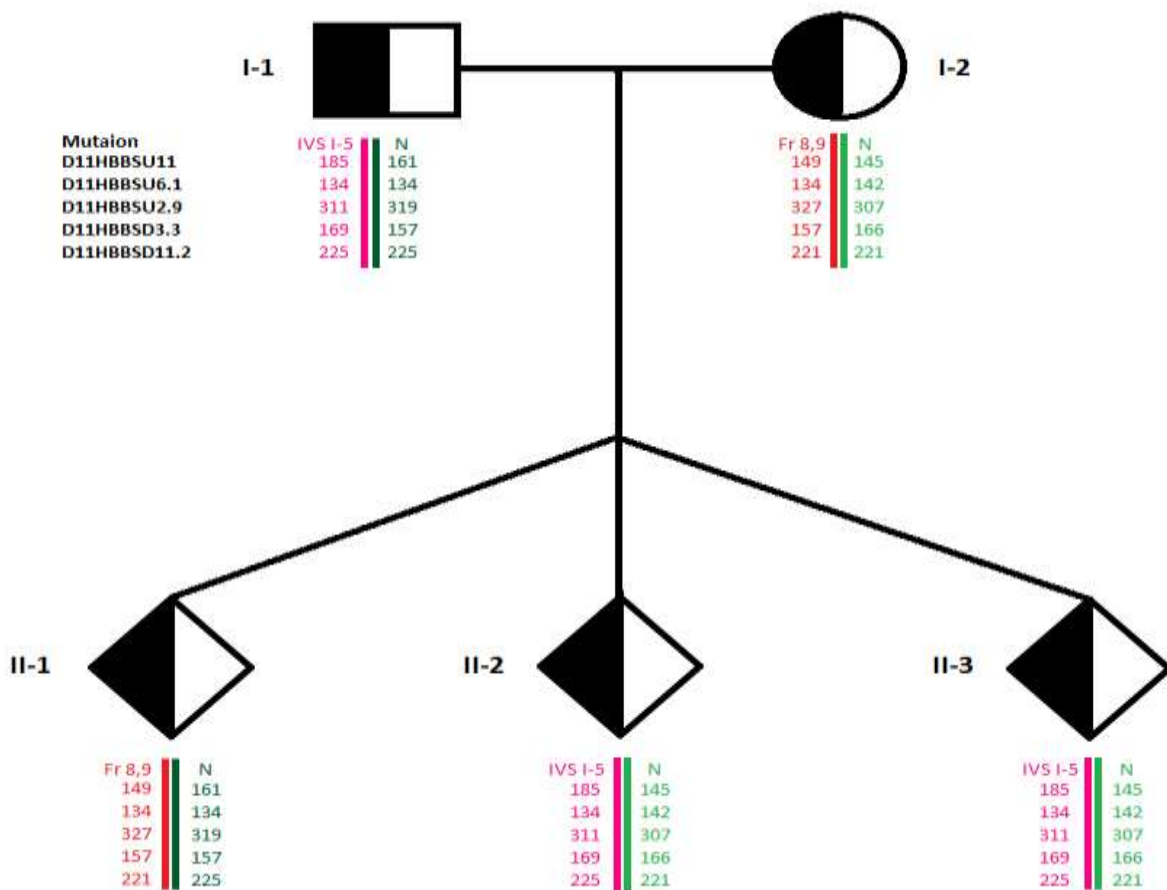 I-1
I-2
Mutaion IVS I-5 N Fr 8,9 N
D11HBBSU11 185 161 149 145
D11HBBSU6.1 134 134 134 142
D11HBBSU2.9 311 319 327 307
D11HBBSD3.3 169 157 157 166
D11HBBSD11.2 225 225 221 221
II-1 II-2 II-3
Fr 8,9 N IVS I-5 N IVS I-5 N
149 161 185 145 185 145
134 134 134 142 134 142
327 319 311 307 311 307
157 157 169 166 169 166
221 225 225 221 225 221